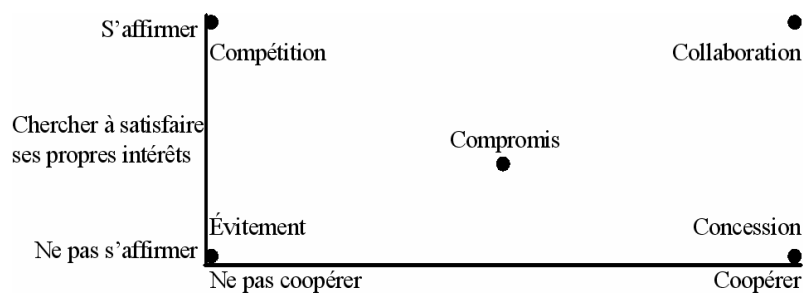 S'affirmer
Compétition
Collaboration
Chercher à satisfaire
ses propres intérêts
Compromis
Évitement
Concession
Ne pas s'affirmer
Ne pas coopérer
Coopérer